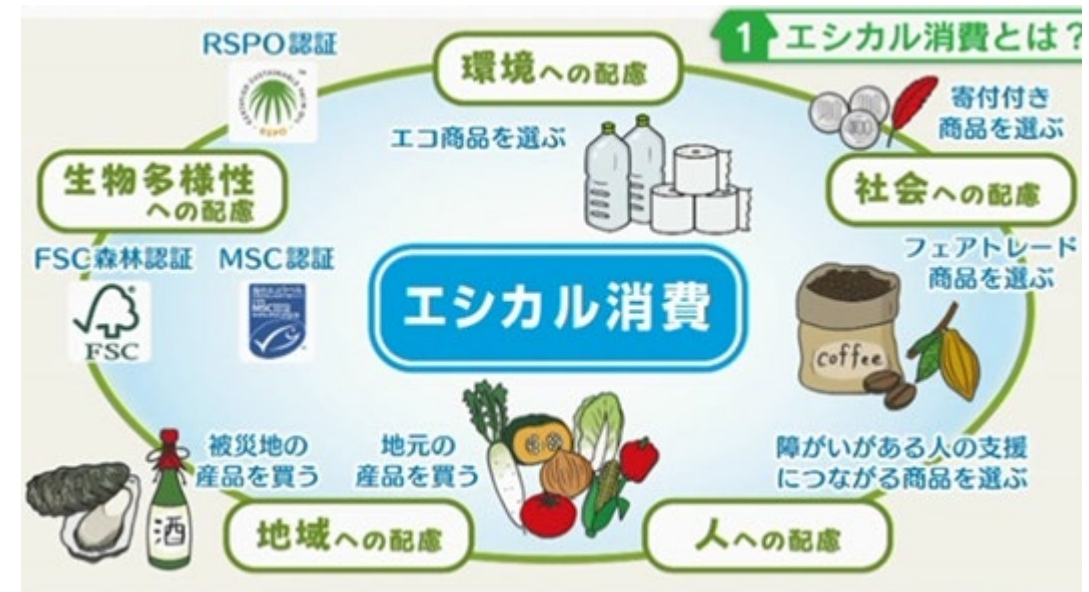 1 エシカル消費とは?
RSPO認証
RSPO
環境への配慮
エコ商品を選ぶ
寄付付き
商品を選ぶ
100
生物多様性
への配慮
社会への配慮
FSC森林認証
MSC認証
FSC
エシカル消費
フェアトレード
商品を選ぶ
coffee
被災地の
産品を買う
地元の
産品を買う
障がいがある人の支援
につながる商品を選ぶ
酒
地域への配慮
人への配慮